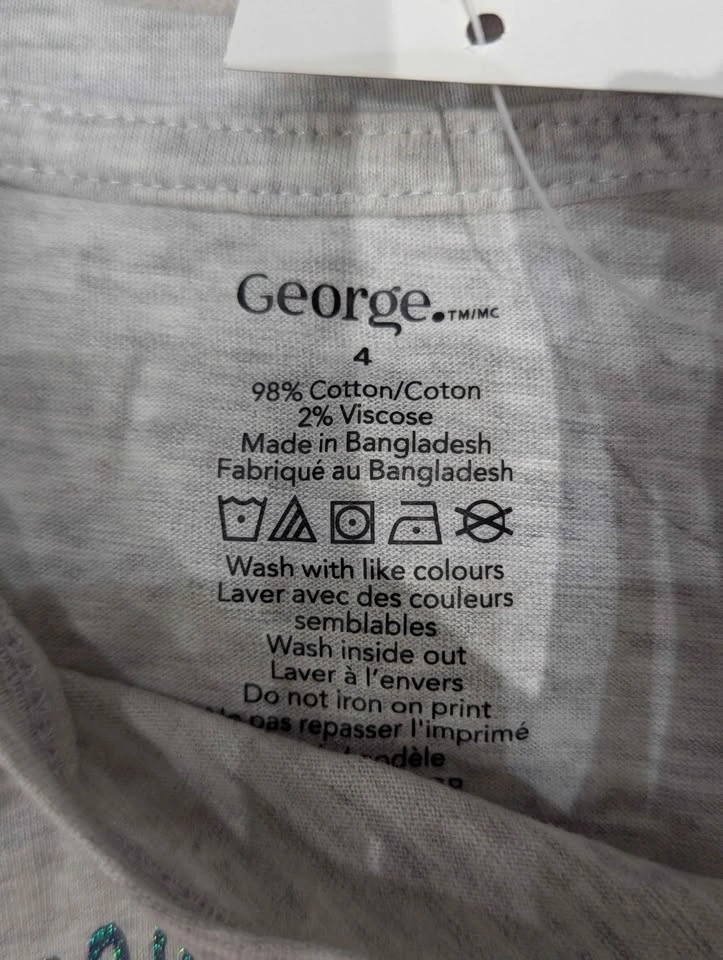 George.TM/MC
4
98% Cotton/Coton
2% Viscose
Made in Bangladesh
Fabriqué au Bangladesh
Wash with like colours
Laver avec des couleurs
semblables
Wash inside out
Laver à l'envers
Do not iron on print
pas repasser l'imprimé